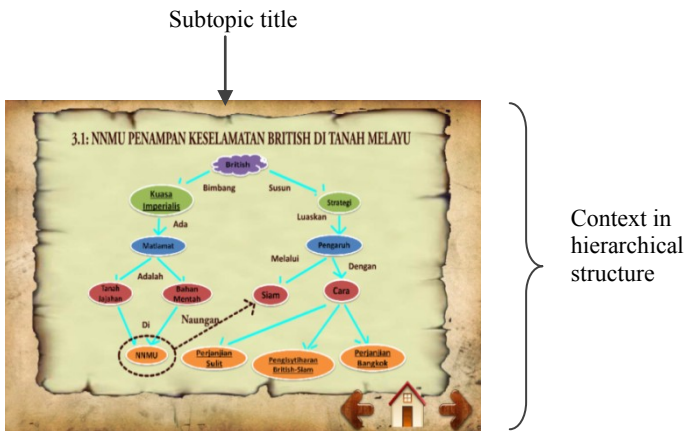 Subtopic title
3.1: NNMU PENAMPAN KESELAMATAN BRITISH DI TANAH MELAYU
British
Bimbang
Susun
Kuasa
Imperialis
Strategi
Ada
Luaskan
Matlamat
Pengaruh
Adalah
Melalui
Dengan
Tanah
Jajahan
Bahan
Mentah
Siam
Cara
Di
Naungan
NNMU
Perjanjian
Sulit
Pengisytiharan
British-Siam
Perjanjian
Bangkok
Context in
hierarchical
structure